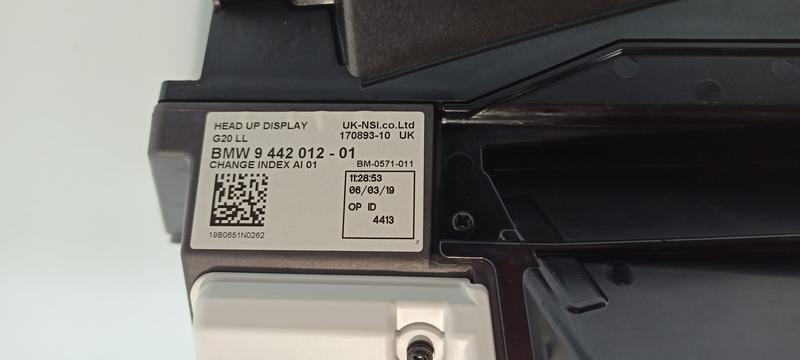 HEAD UP DISPLAY
UK-NSI.co.Ltd
G20 LL
170893-10 UK
BMW 9 442 012 - 01
CHANGE INDEX AI 01
BM-0571-011
11:28:53
06/03/19
OP ID
4413
19B0651N0262